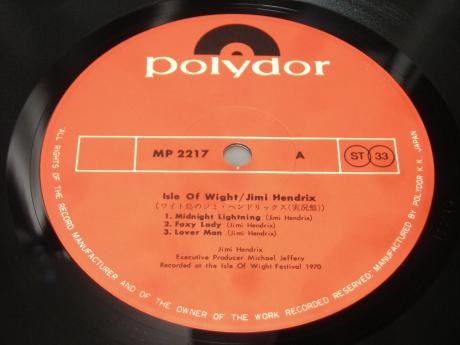 polydor
MP 2217 A ST 33
Isle Of Wight/Jimi Hendrix
(ワイト島のジミ・ヘンドリックス(実況盤))
1. Midnight Lightning (Jimi Hendrix)
2. Foxy Lady (Jimi Hendrix)
3. Lover Man (Jimi Hendrix)
Jimi Hendrix
Executive Producer Michael Jeffery
Recorded at the Isle Of Wight Festival 1970
ALL RIGHTS OF THE RECORD MANUFACTURER AND OF THE OWNER OF THE WORK RECORDED RESERVED. MANUFACTURED BY POLYDOR K.K. JAPAN